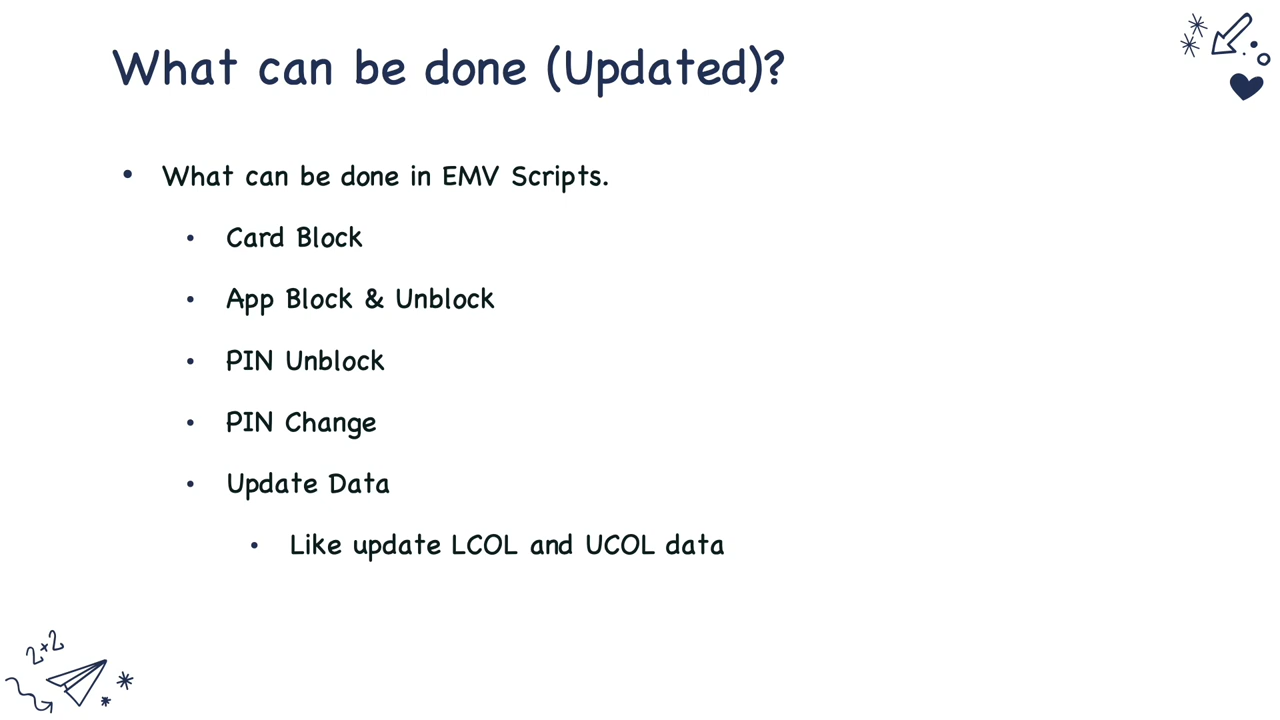 What can be done (Updated)?
• What can be done in EMV Scripts.
• Card Block
• App Block & Unblock
• PIN Unblock
• PIN Change
• Update Data
• Like update LCOL and UCOL data
2+2